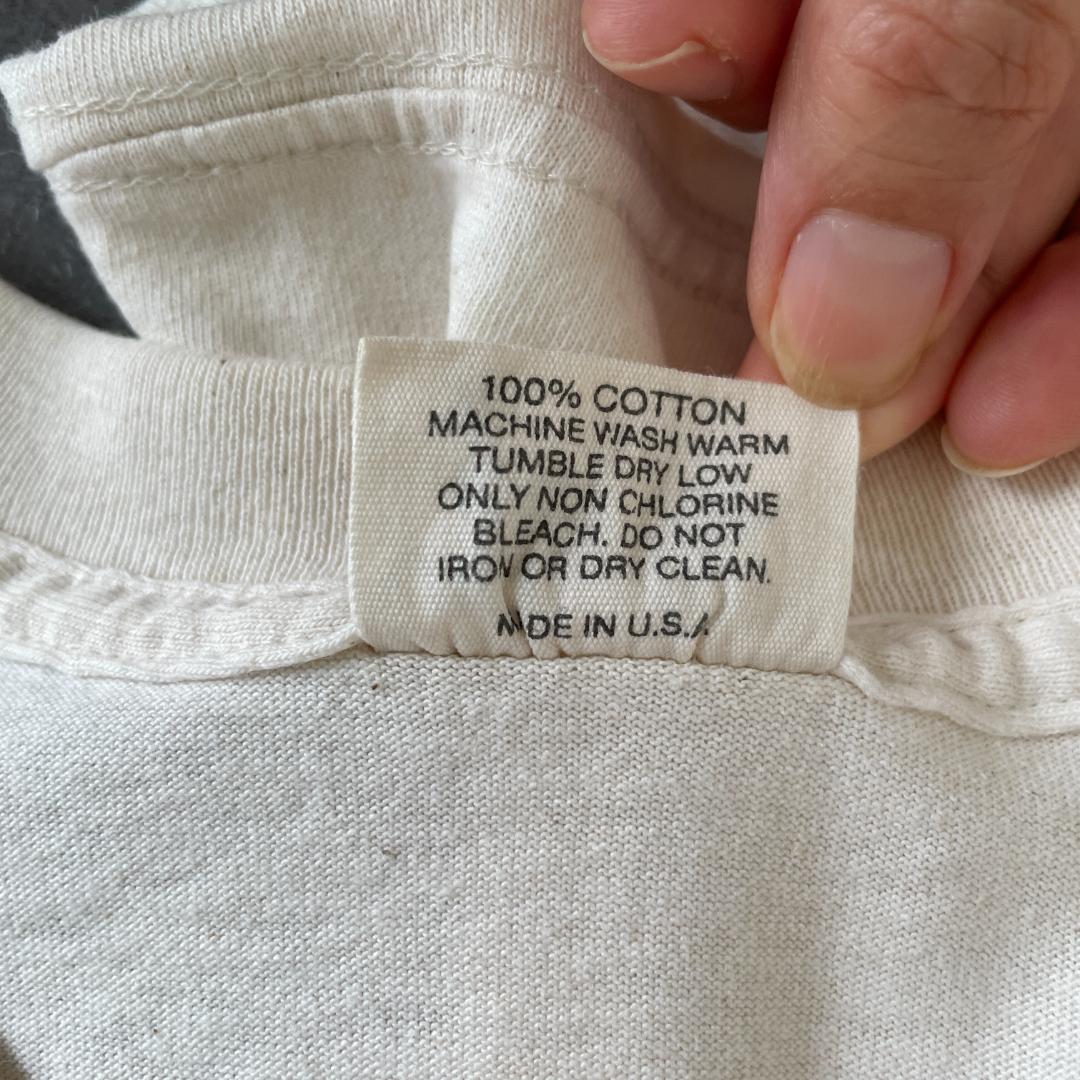 100% COTTON
MACHINE WASH WARM
TUMBLE DRY LOW
ONLY NON CHLORINE
BLEACH. DO NOT
IRON OR DRY CLEAN.
MADE IN U.S.A